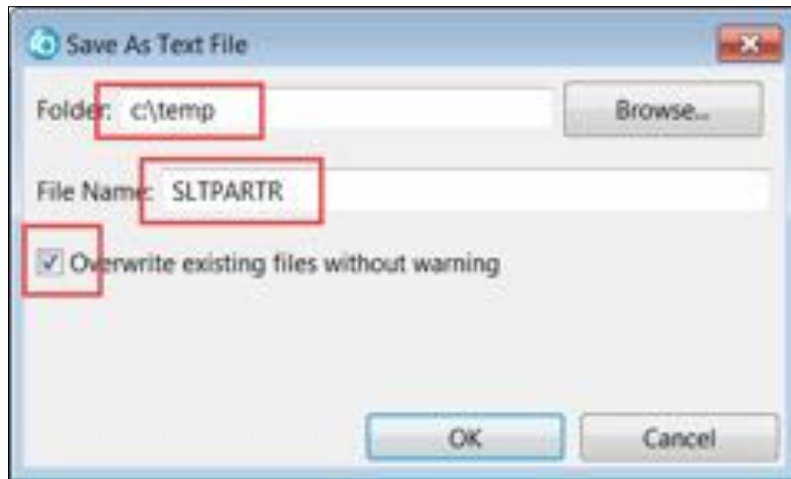 Save As Text File
Folder: c:\temp Browse...
File Name: SLTPARTR
Overwrite existing files without warning
OK Cancel